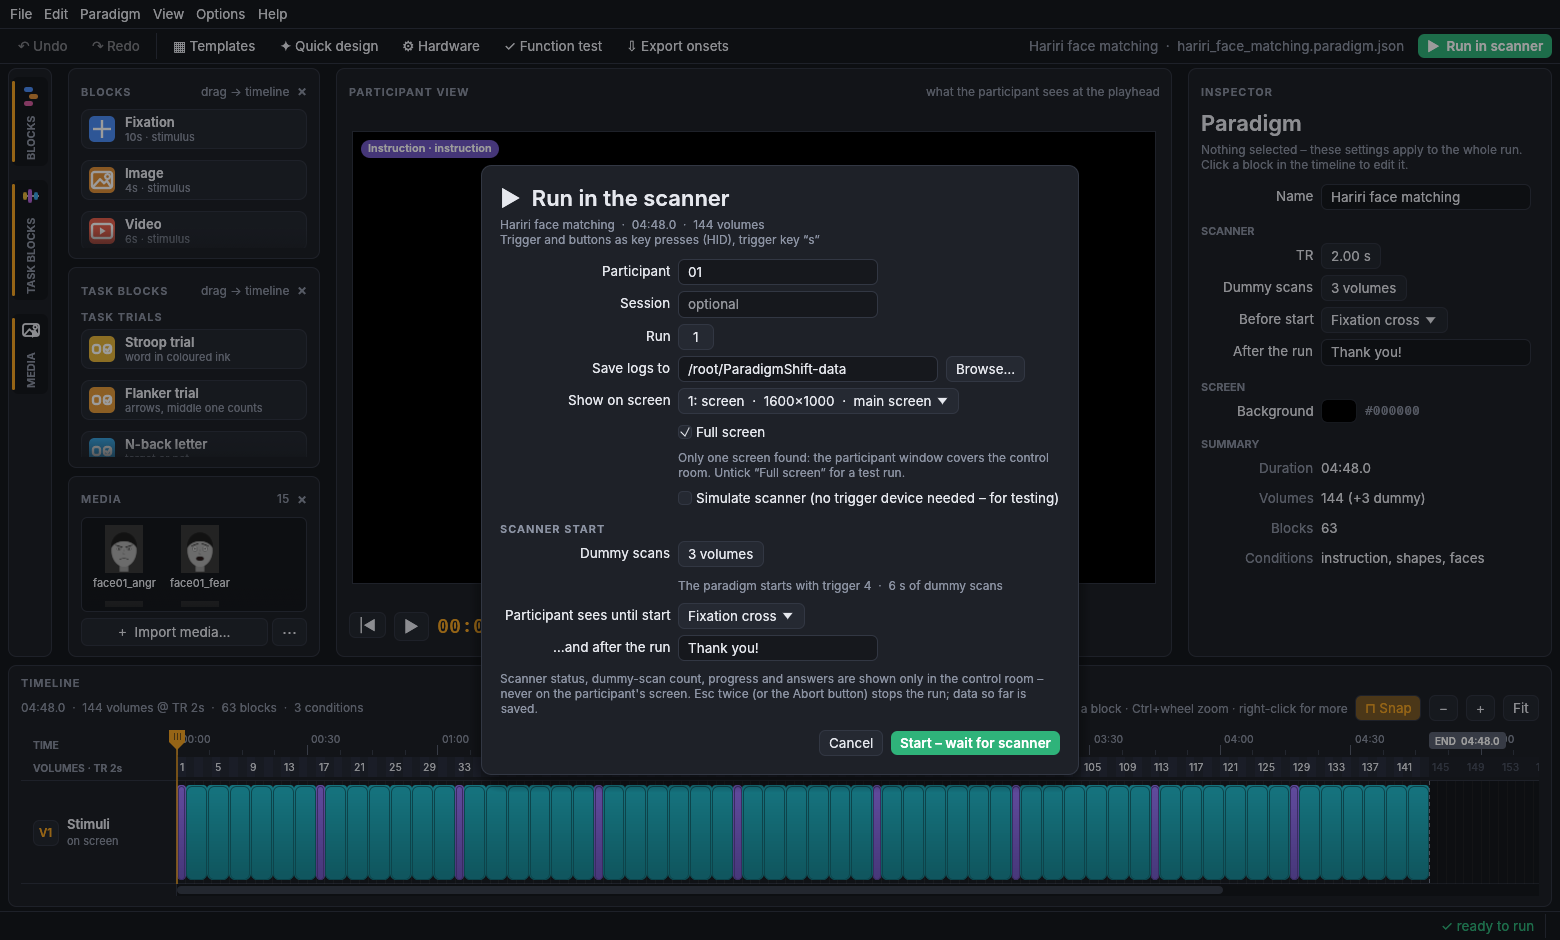 File Edit Paradigm View Options Help
Undo Redo Templates Quick design Hardware Function test Export onsets Hariri face matching · hariri_face_matching.paradigm.json Run in scanner
BLOCKS drag → timeline ×
BLOCKS
Fixation
10s · stimulus
Image
4s · stimulus
Video
6s · stimulus
TASK BLOCKS
TASK BLOCKS drag → timeline ×
TASK TRIALS
Stroop trial
word in coloured ink
Flanker trial
arrows, middle one counts
N-back letter
MEDIA
MEDIA 15 ×
face01_angr face01_fear
+ Import media... ...
PARTICIPANT VIEW what the participant sees at the playhead
Instruction · instruction
00:0
Run in the scanner
Hariri face matching · 04:48.0 · 144 volumes
Trigger and buttons as key presses (HID), trigger key "s"
Participant 01
Session optional
Run 1
Save logs to /root/ParadigmShift-data Browse...
Show on screen 1: screen · 1600×1000 · main screen
Full screen
Only one screen found: the participant window covers the control
room. Untick "Full screen" for a test run.
Simulate scanner (no trigger device needed – for testing)
SCANNER START
Dummy scans 3 volumes
The paradigm starts with trigger 4 · 6 s of dummy scans
Participant sees until start Fixation cross
...and after the run Thank you!
Scanner status, dummy-scan count, progress and answers are shown only in the control room –
never on the participant's screen. Esc twice (or the Abort button) stops the run; data so far is
saved.
Cancel Start – wait for scanner
INSPECTOR
Paradigm
Nothing selected – these settings apply to the whole run.
Click a block in the timeline to edit it.
Name Hariri face matching
SCANNER
TR 2.00 s
Dummy scans 3 volumes
Before start Fixation cross
After the run Thank you!
SCREEN
Background #000000
SUMMARY
Duration 04:48.0
Volumes 144 (+3 dummy)
Blocks 63
Conditions instruction, shapes, faces
TIMELINE
04:48.0 · 144 volumes @ TR 2s · 63 blocks · 3 conditions a block · Ctrl+wheel zoom · right-click for more Snap − + Fit
TIME 00:00 00:30 01:00 03:30 04:00 04:30 END 04:48.0
VOLUMES · TR 2s 1 5 9 13 17 21 25 29 33 105 109 113 117 121 125 129 133 137 141 145 149 153
V1 Stimuli
on screen
✓ ready to run